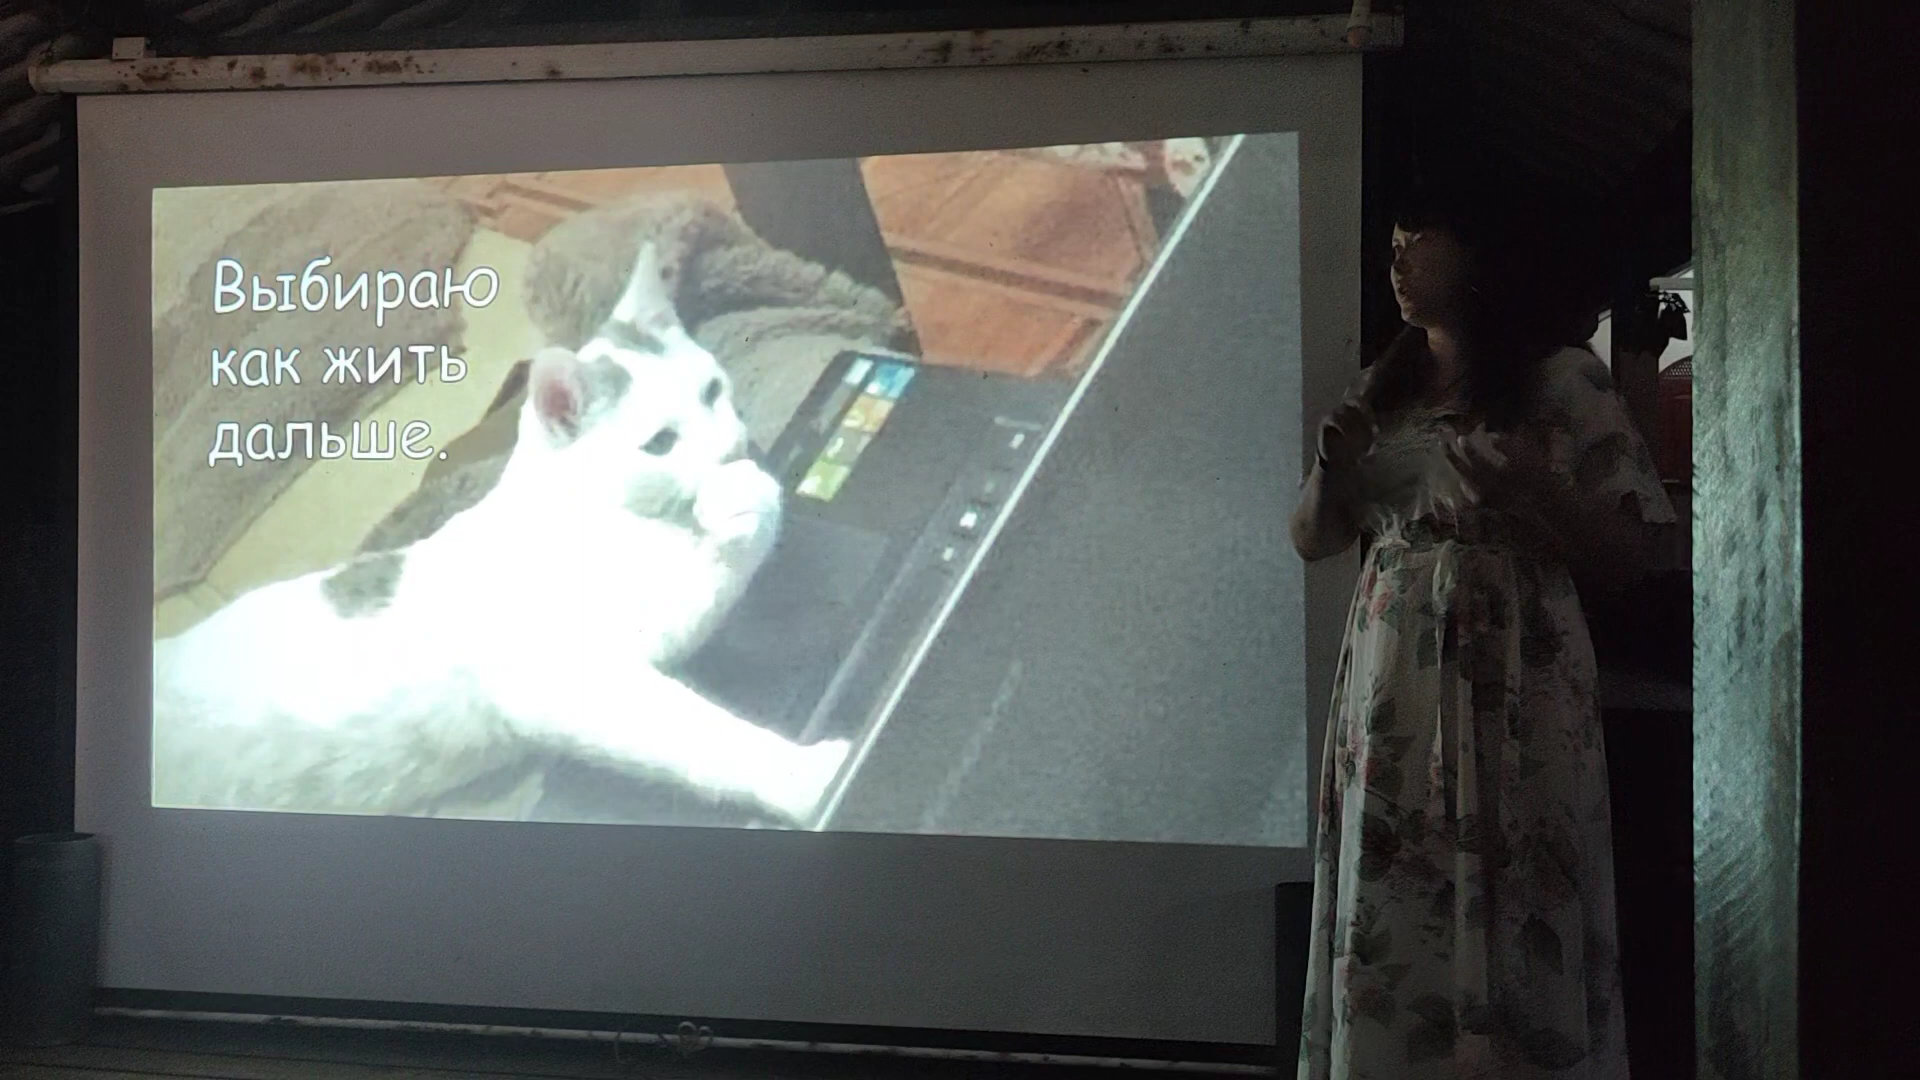 Выбираю
как жить
дальше.